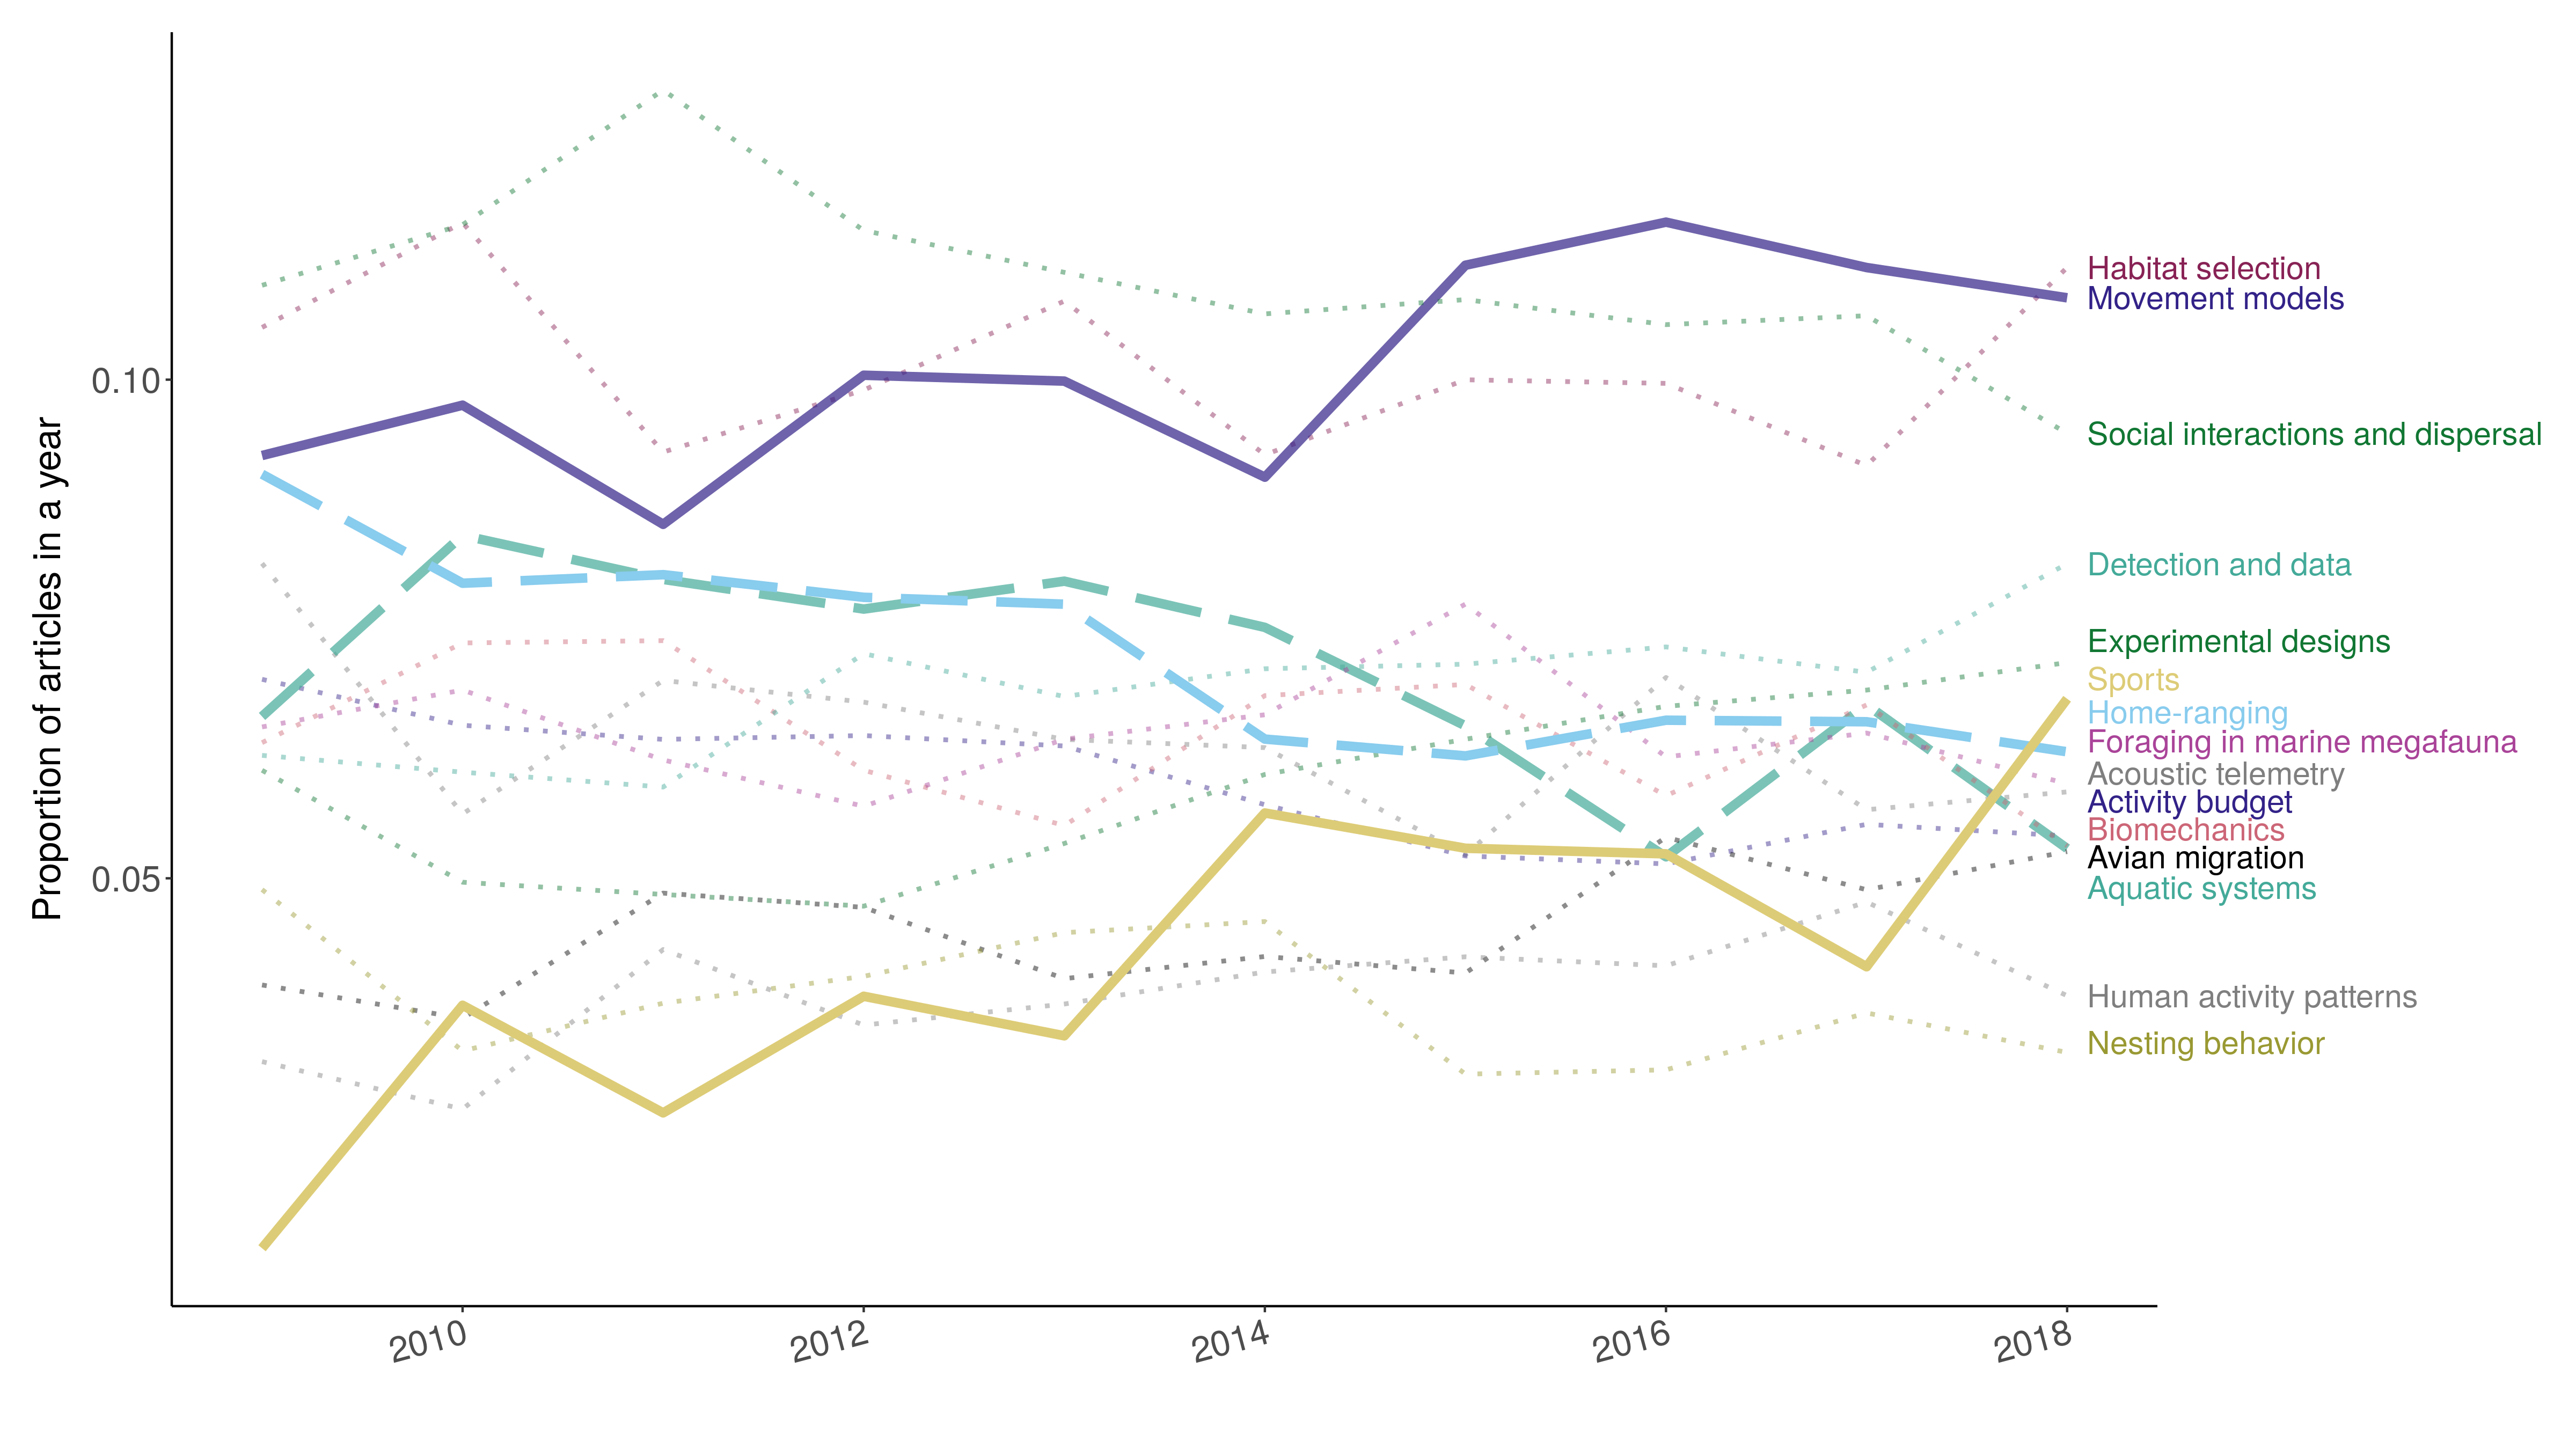 Proportion of articles in a year
0.10
0.05
2010
2012
2014
2016
2018
Habitat selection
Movement models
Social interactions and dispersal
Detection and data
Experimental designs
Sports
Home-ranging
Foraging in marine megafauna
Acoustic telemetry
Activity budget
Biomechanics
Avian migration
Aquatic systems
Human activity patterns
Nesting behavior